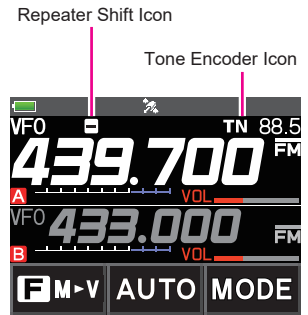 Repeater Shift Icon
Tone Encoder Icon
VFO TN 88.5
439.700 FM
A VOL
VFO 433.000 FM
B VOL
F M▸V AUTO MODE